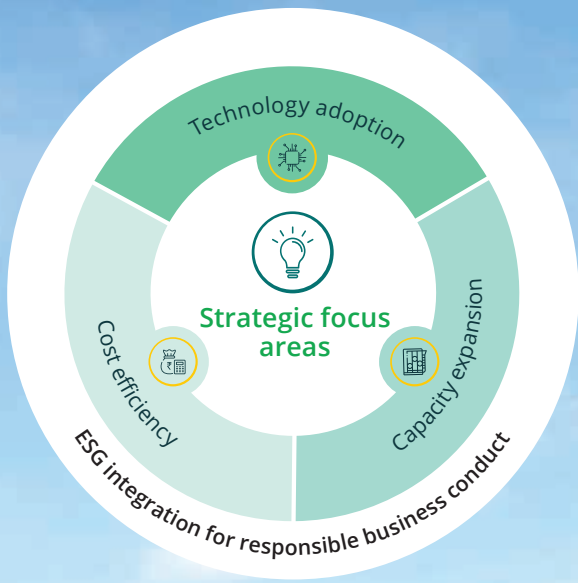 Technology adoption
Strategic focus
areas
Cost efficiency
₹
Capacity expansion
ESG integration for responsible business conduct